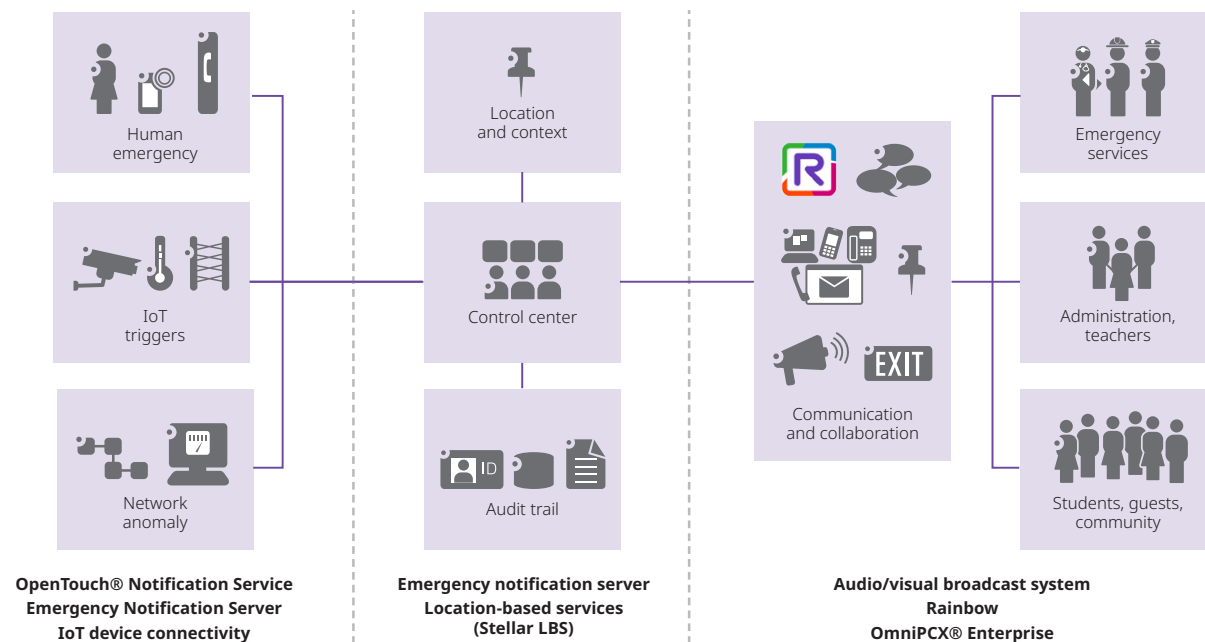 Human
emergency
IoT
triggers
Network
anomaly
OpenTouch® Notification Service
Emergency Notification Server
IoT device connectivity
Location
and context
Control center
ID
Audit trail
Emergency notification server
Location-based services
(Stellar LBS)
R
EXIT
Communication
and collaboration
Emergency
services
Administration,
teachers
Students, guests,
community
Audio/visual broadcast system
Rainbow
OmniPCX® Enterprise